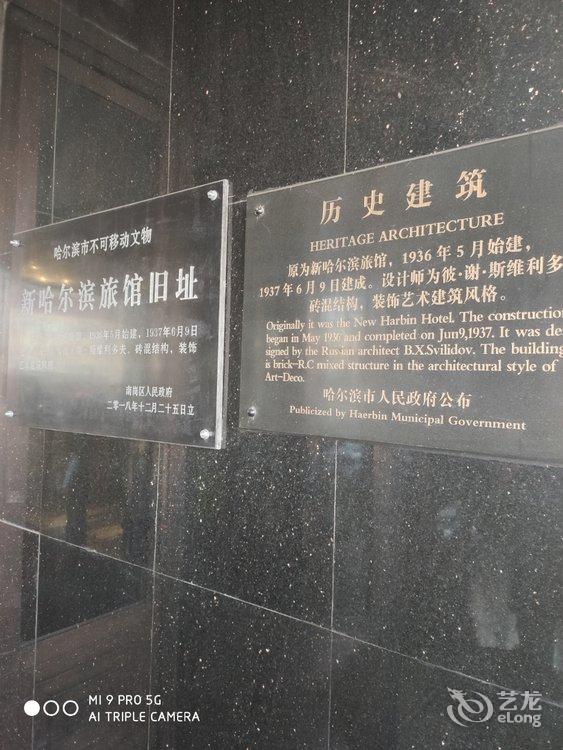 哈尔滨市不可移动文物
新哈尔滨旅馆旧址
旅馆，1936年5月始建，1937年6月9日
斯维利多夫。砖混结构，装饰
南岗区人民政府
二零一八年十二月二十五日立
历史建筑
HERITAGE ARCHITECTURE
原为新哈尔滨旅馆，1936年5月始建，
1937年6月9日建成。设计师为彼·谢·斯维利多
砖混结构，装饰艺术建筑风格。
Originally it was the New Harbin Hotel. The construction
began in May 1936 and completed on Jun9,1937. It was de-
signed by the Russian architect B.X.Svilidov. The building
is brick-R.C mixed structure in the architectural style of
Art-Deco.
哈尔滨市人民政府公布
Publicized by Haerbin Municipal Government
MI 9 PRO 5G
AI TRIPLE CAMERA
艺龙
eLong